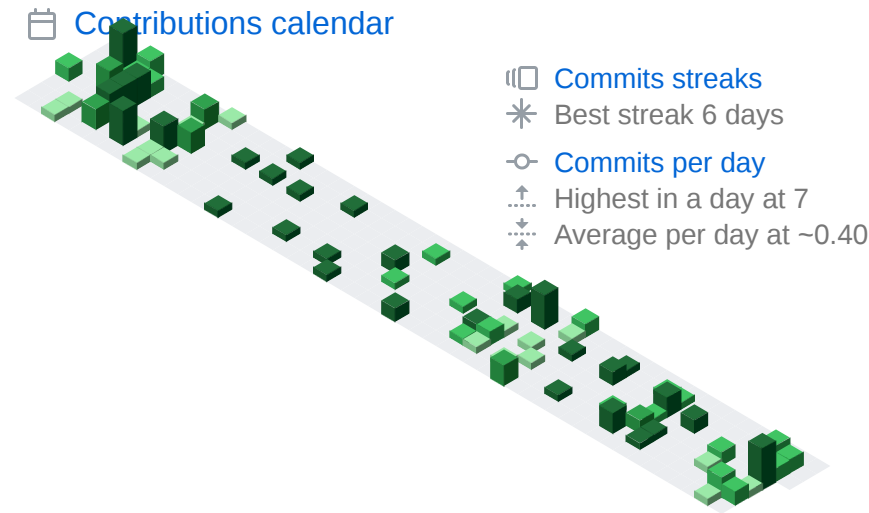 Contributions calendar
Commits streaks
Best streak 6 days
Commits per day
Highest in a day at 7
Average per day at ~0.40